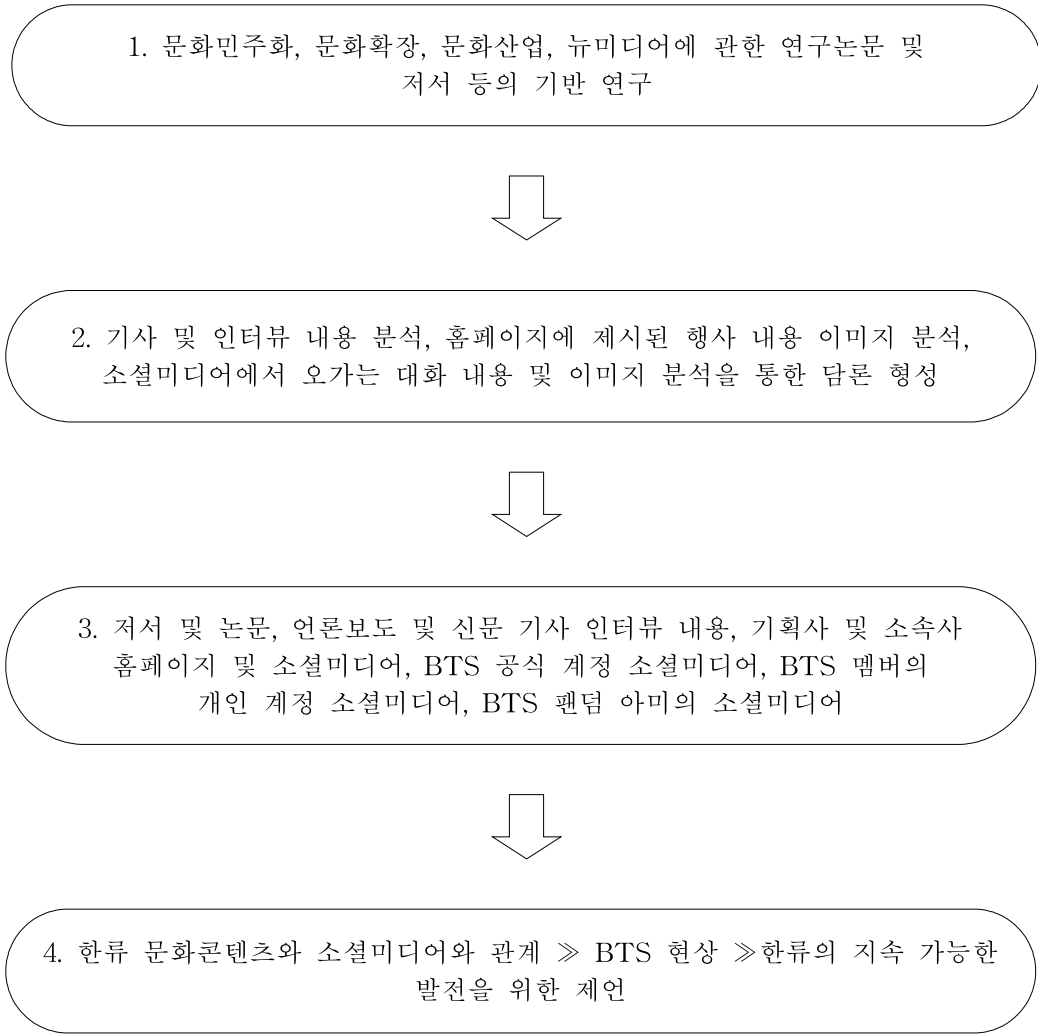 1. 문화민주화, 문화확장, 문화산업, 뉴미디어에 관한 연구논문 및
저서 등의 기반 연구
2. 기사 및 인터뷰 내용 분석, 홈페이지에 제시된 행사 내용 이미지 분석,
소셜미디어에서 오가는 대화 내용 및 이미지 분석을 통한 담론 형성
3. 저서 및 논문, 언론보도 및 신문 기사 인터뷰 내용, 기획사 및 소속사
홈페이지 및 소셜미디어, BTS 공식 계정 소셜미디어, BTS 멤버의
개인 계정 소셜미디어, BTS 팬덤 아미의 소셜미디어
4. 한류 문화콘텐츠와 소셜미디어와 관계 ≫ BTS 현상 ≫한류의 지속 가능한
발전을 위한 제언